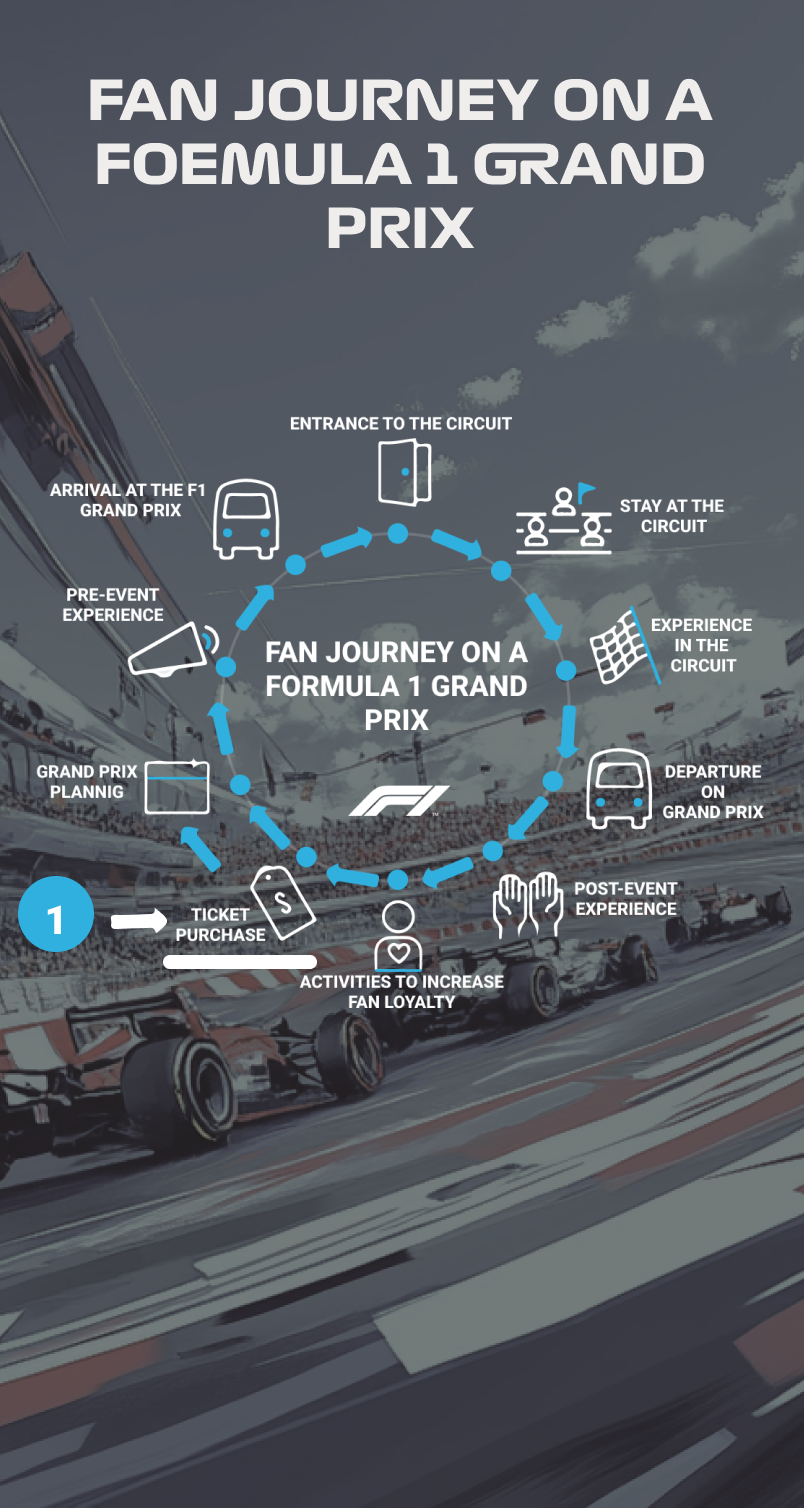 FAN JOURNEY ON A
FOEMULA 1 GRAND
PRIX
ENTRANCE TO THE CIRCUIT
ARRIVAL AT THE F1
GRAND PRIX
STAY AT THE
CIRCUIT
PRE-EVENT
EXPERIENCE
EXPERIENCE
IN THE
CIRCUIT
FAN JOURNEY ON A
FORMULA 1 GRAND
PRIX
GRAND PRIX
PLANNIG
DEPARTURE
ON
GRAND PRIX
F1
TM
1
TICKET
PURCHASE
$
POST-EVENT
EXPERIENCE
ACTIVITIES TO INCREASE
FAN LOYALTY